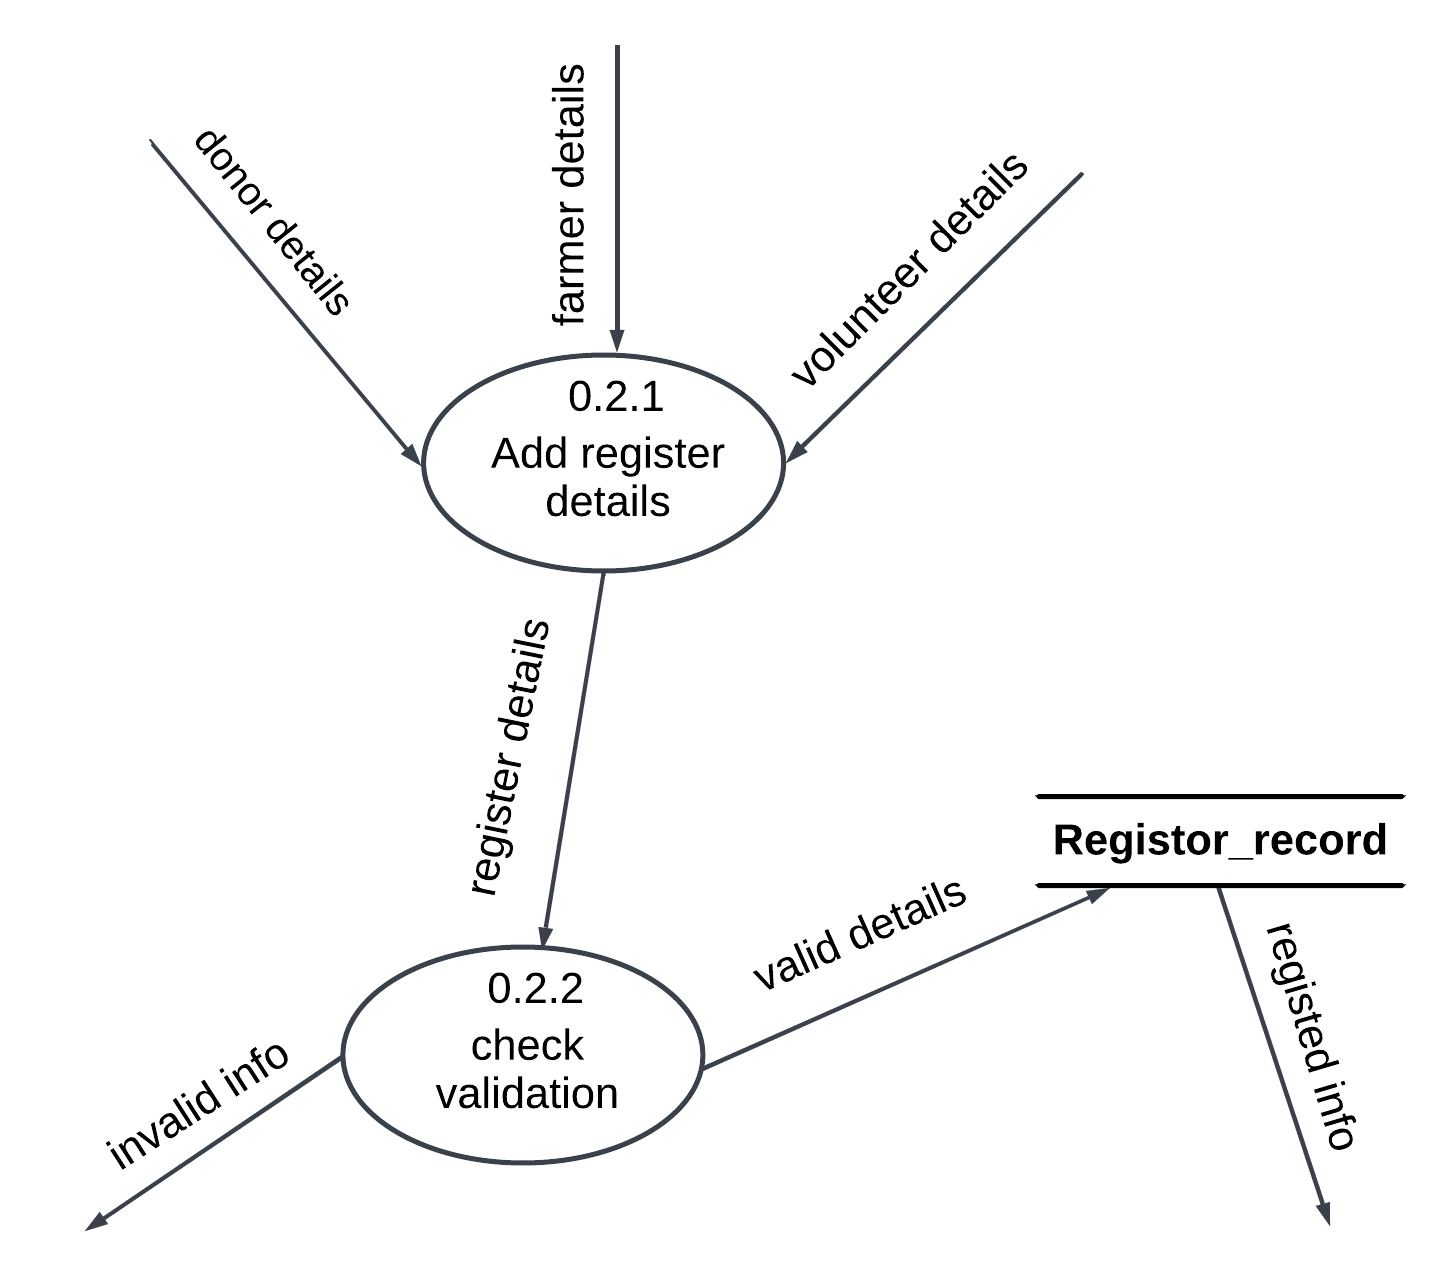 farmer details
donor details
volunteer details
0.2.1
Add register
details
register details
Registor_record
valid details
registed info
0.2.2
check
validation
invalid info